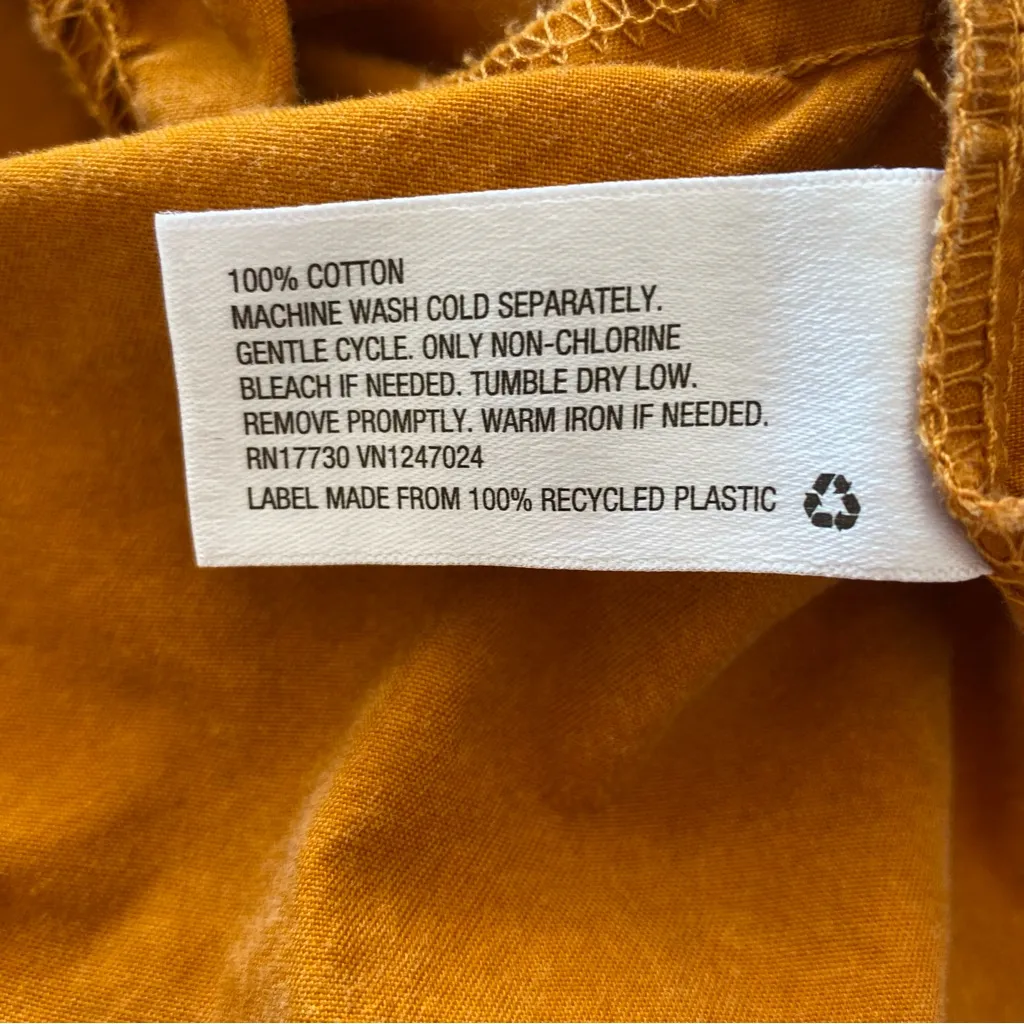 100% COTTON
MACHINE WASH COLD SEPARATELY.
GENTLE CYCLE. ONLY NON-CHLORINE
BLEACH IF NEEDED. TUMBLE DRY LOW.
REMOVE PROMPTLY. WARM IRON IF NEEDED.
RN17730 VN1247024
LABEL MADE FROM 100% RECYCLED PLASTIC